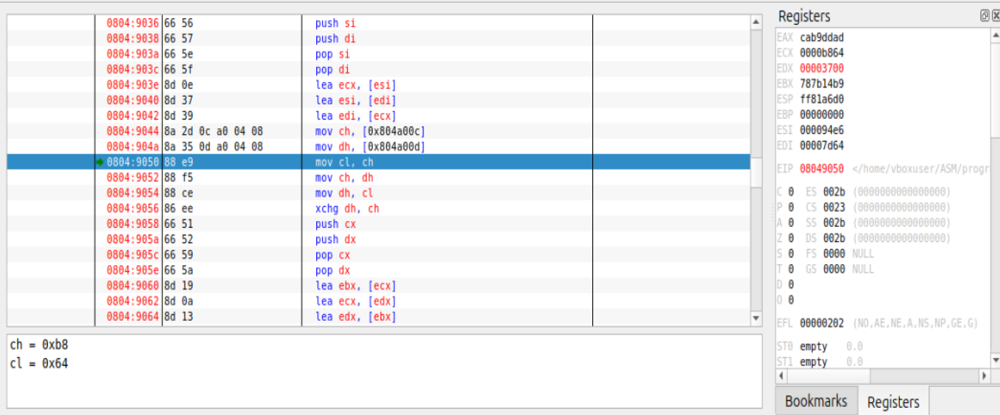 0804:9036 66 56 push si
0804:9038 66 57 push di
0804:903a 66 5e pop si
0804:903c 66 5f pop di
0804:903e 8d 0e lea ecx, [esi]
0804:9040 8d 37 lea esi, [edi]
0804:9042 8d 39 lea edi, [ecx]
0804:9044 8a 2d 0c a0 04 08 mov ch, [0x804a00c]
0804:904a 8a 35 0d a0 04 08 mov dh, [0x804a00d]
0804:9050 88 e9 mov cl, ch
0804:9052 88 f5 mov ch, dh
0804:9054 88 ce mov dh, cl
0804:9056 86 ee xchg dh, ch
0804:9058 66 51 push cx
0804:905a 66 52 push dx
0804:905c 66 59 pop cx
0804:905e 66 5a pop dx
0804:9060 8d 19 lea ebx, [ecx]
0804:9062 8d 0a lea ecx, [edx]
0804:9064 8d 13 lea edx, [ebx]
ch = 0xb8
cl = 0x64
Registers
EAX cab9ddad
ECX 0000b864
EDX 00003700
EBX 787b14b9
ESP ff81a6d0
EBP 00000000
ESI 000094e6
EDI 00007d64
EIP 08049050 </home/vboxuser/ASM/progr
C 0 ES 002b (0000000000000000)
P 0 CS 0023 (0000000000000000)
A 0 SS 002b (0000000000000000)
Z 0 DS 002b (0000000000000000)
S 0 FS 0000 NULL
T 0 GS 0000 NULL
D 0
O 0
EFL 00000202 (NO,AE,NE,A,NS,NP,GE,G)
ST0 empty 0.0
ST1 empty 0.0
Bookmarks Registers